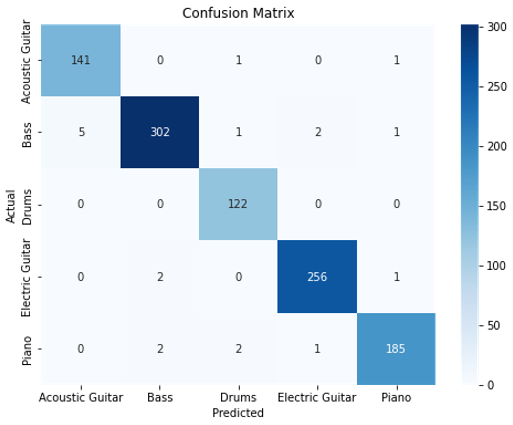 Confusion Matrix
Acoustic Guitar 141 0 1 0 1
Bass 5 302 1 2 1
Drums 0 0 122 0 0
Electric Guitar 0 2 0 256 1
Piano 0 2 2 1 185
Actual
Acoustic Guitar Bass Drums Electric Guitar Piano
Predicted
300
250
200
150
100
50
0